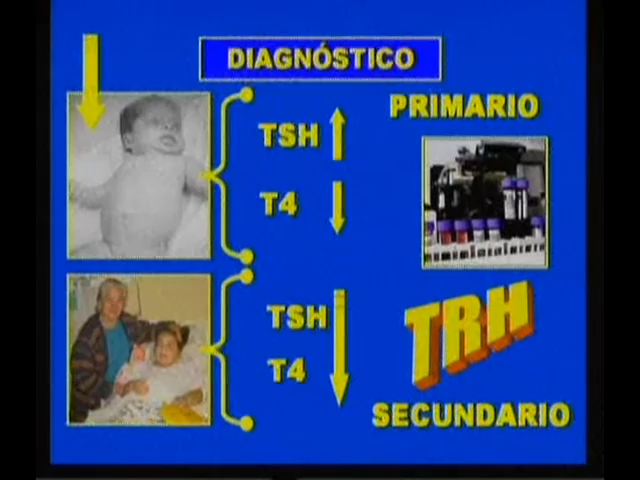 DIAGNÓSTICO
PRIMARIO
TSH
T4
TSH
TRH
T4
SECUNDARIO